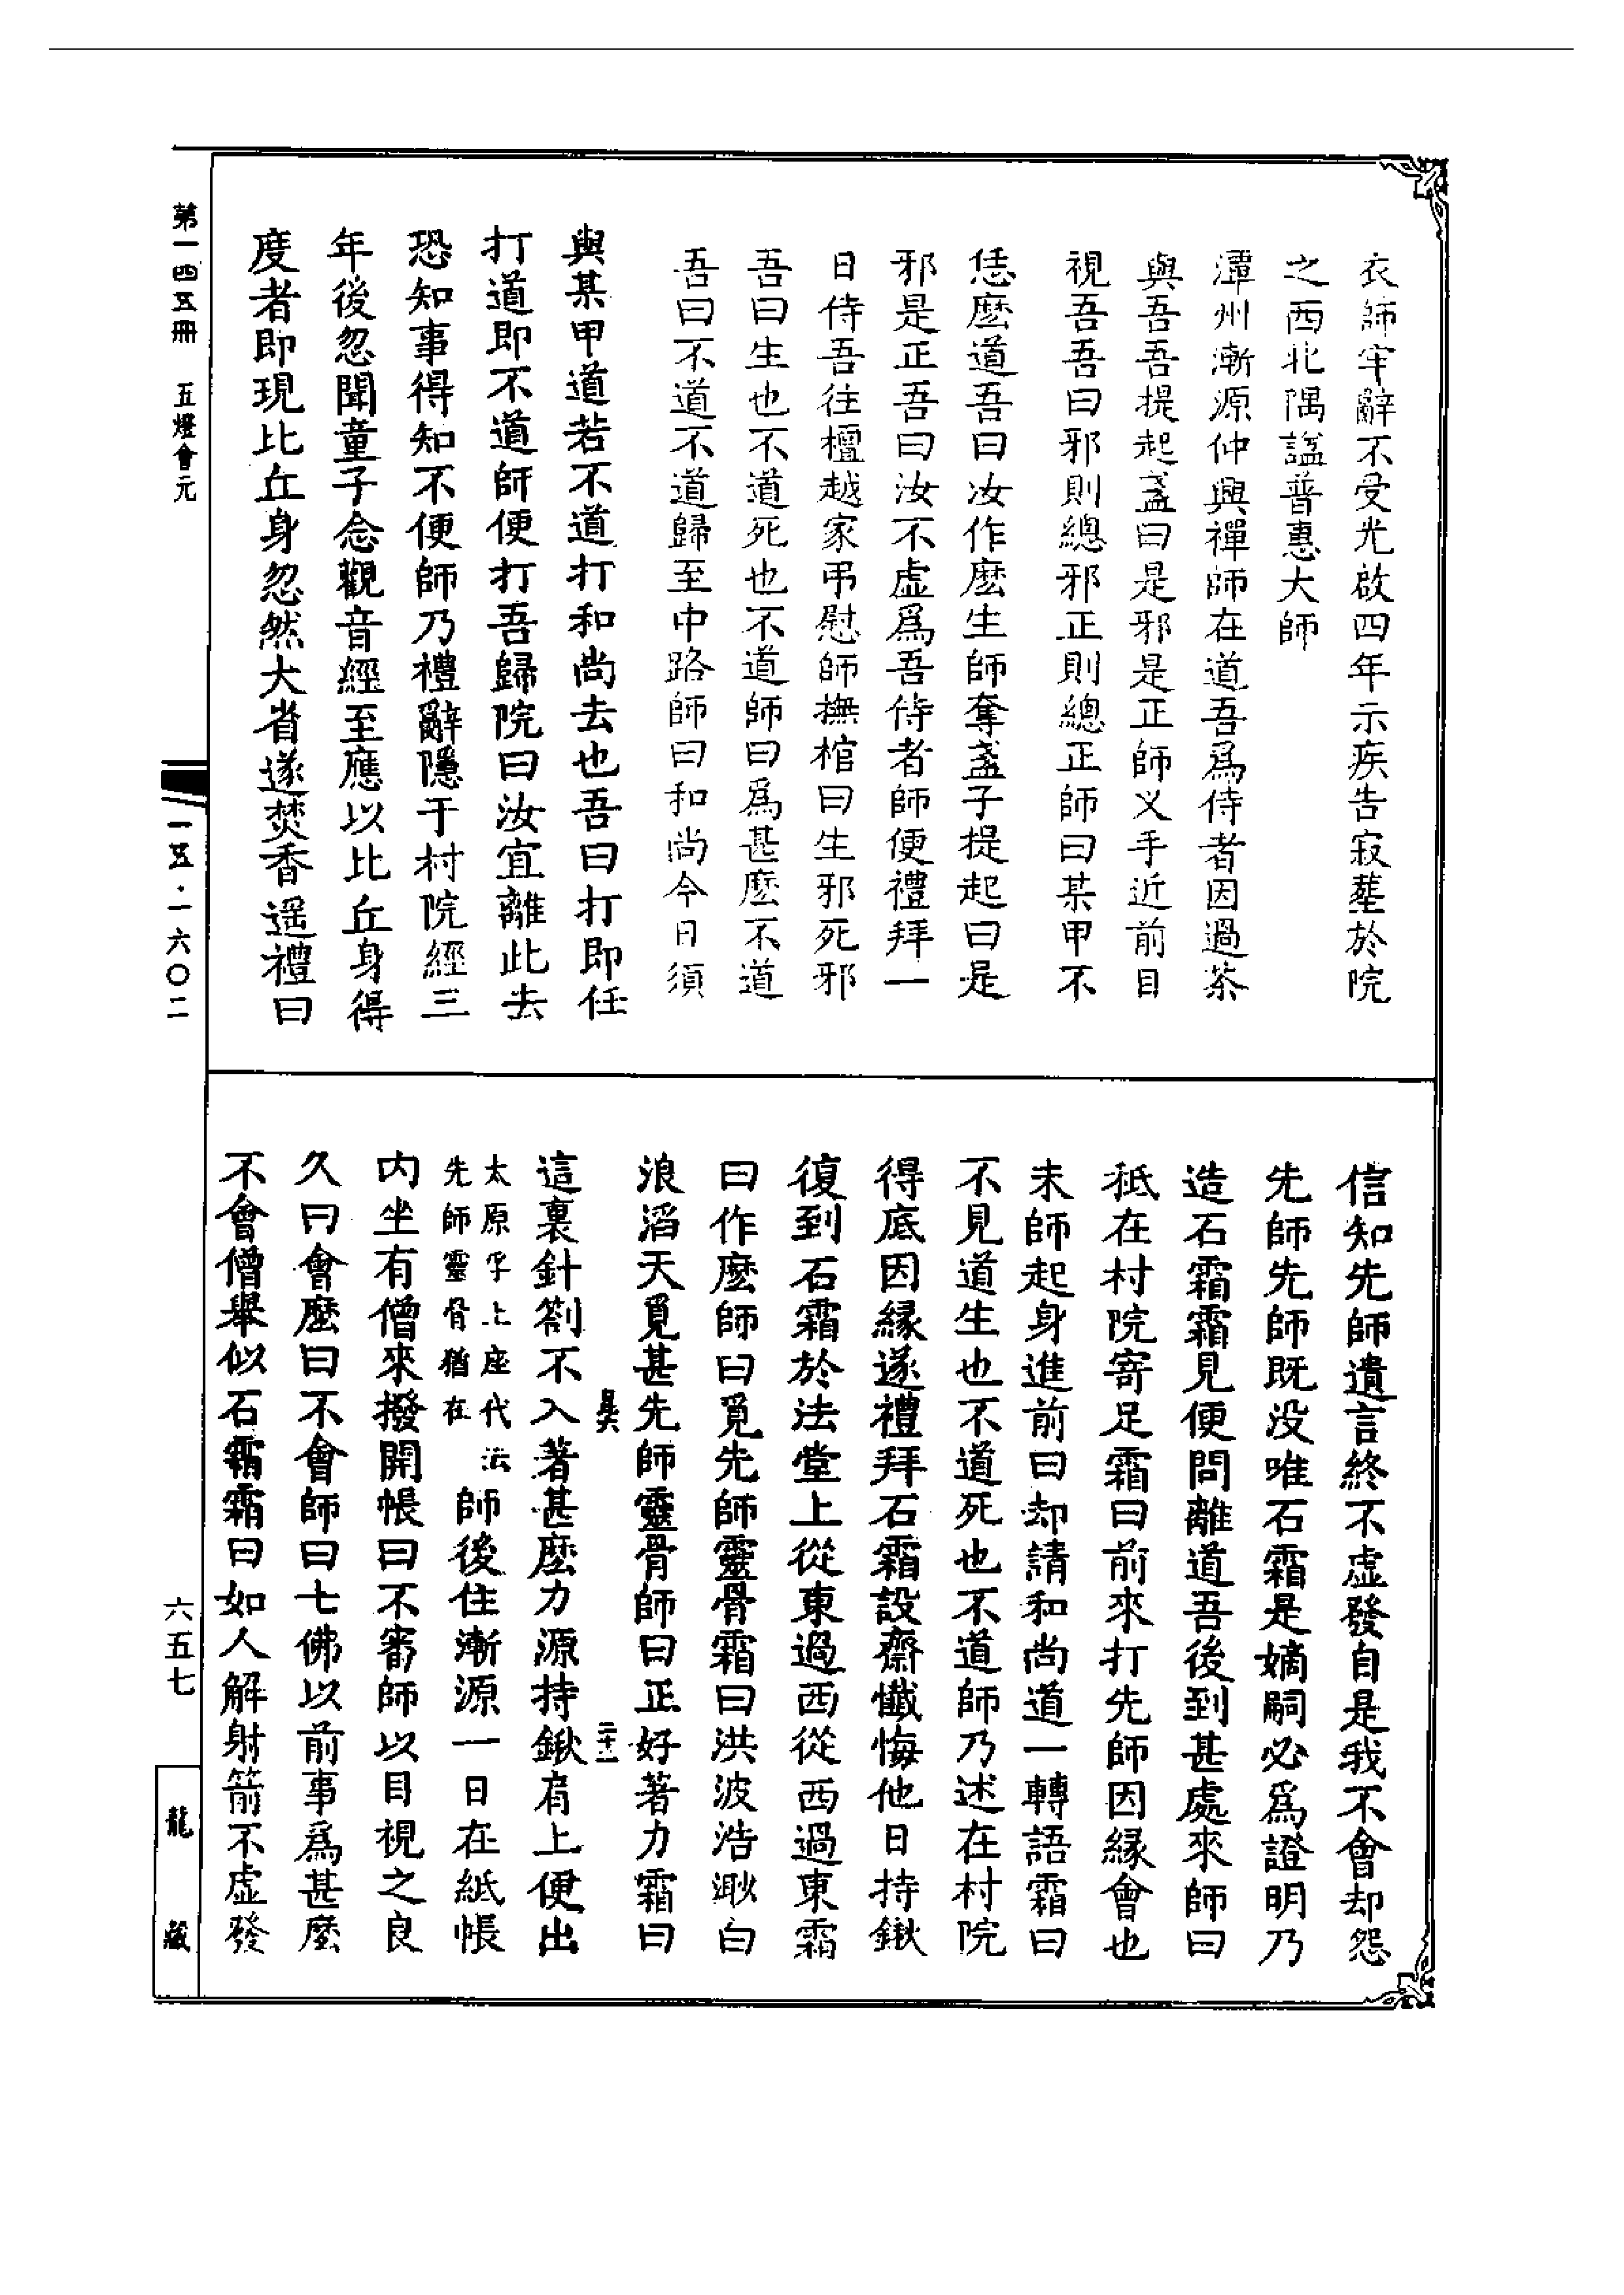 衣師牢辭不受光啟四年示疾告寂塟於院
之西北隅諡普惠大師
潭州漸源仲興禪師在道吾爲侍者因過茶
與吾吾提起盞曰是邪是正師义手近前目
視吾吾曰邪則總邪正則總正師曰某甲不
恁麽道吾曰汝作麽生師奪盞子提起曰是
邪是正吾曰汝不虚爲吾侍者師便禮拜一
日侍吾往檀越家弔慰師撫棺曰生邪死邪
吾曰生也不道死也不道師曰爲甚麽不道
吾曰不道不道歸至中路師曰和尚今日須
與某甲道若不道打和尚去也吾曰打即任
打道即不道師便打吾歸院曰汝宜離此去
恐知事得知不便師乃禮辭隱于村院經三
年後忽聞童子念觀音經至應以比丘身得
度者即現比丘身忽然大省遂焚香遥禮曰
信知先師遺言終不虚發自是我不會却怨
先師先師既没唯石霜是嫡嗣必爲證明乃
造石霜霜見便問離道吾後到甚處來師曰
秪在村院寄足霜曰前來打先師因緣會也
未師起身進前曰却請和尚道一轉語霜曰
不見道生也不道死也不道師乃述在村院
得底因緣遂禮拜石霜設齋懺悔他日持鍬
復到石霜於法堂上從東過西從西過東霜
曰作麽師曰覓先師靈骨霜曰洪波浩渺白
浪滔天覓甚先師靈骨師曰正好著力霜曰
二十二
這裏針劄不入著甚麽力源持鍬肩上便出
太原孚上座代法
先師靈骨猶在
師後住漸源一日在紙帳
内坐有僧來撥開帳曰不審師以目視之良
久曰會麽曰不會師曰七佛以前事爲甚麽
不會僧舉似石霜霜曰如人解射箭不虚發
第一四五冊 五燈會元
一五·一六〇二
六五七
龍藏